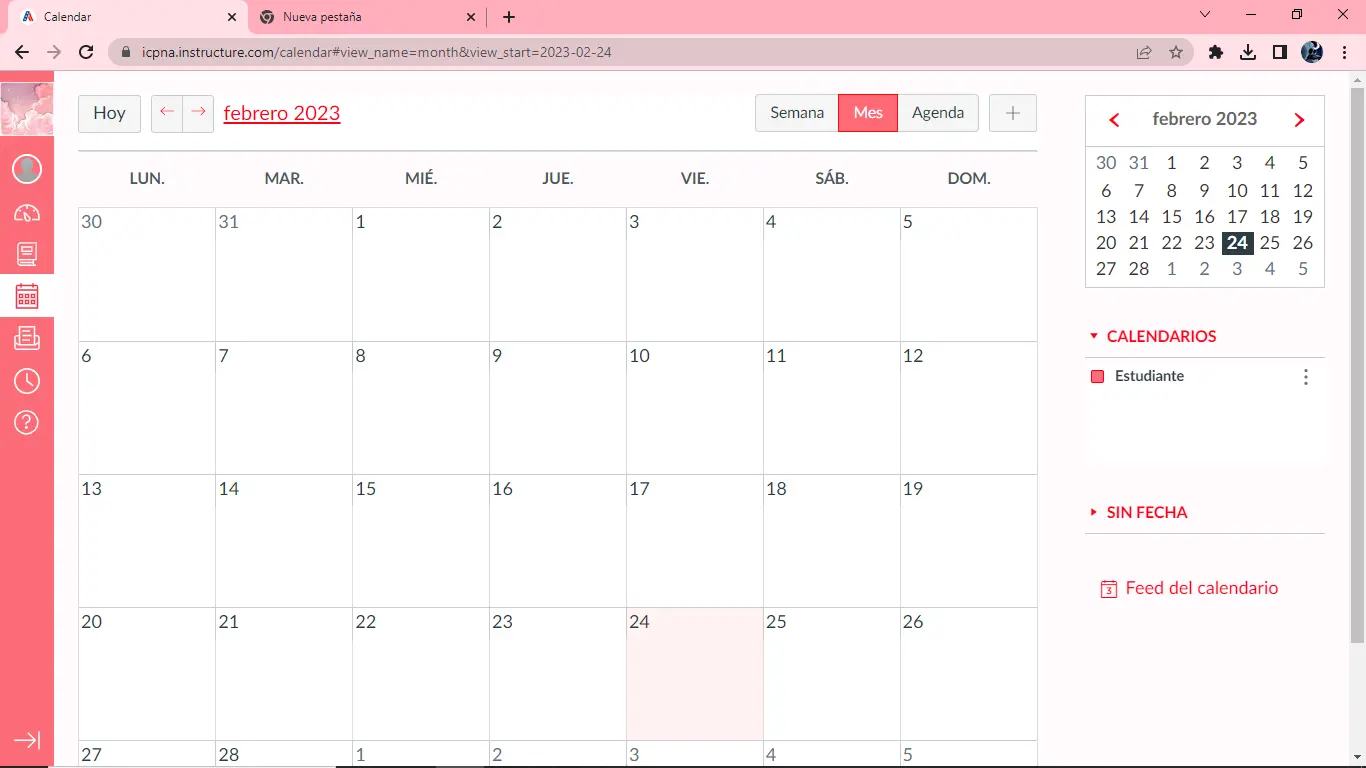 Calendar
Nueva pestaña
icpna.instructure.com/calendar#view_name=month&view_start=2023-02-24
Hoy
febrero 2023
Semana Mes Agenda
LUN. MAR. MIÉ. JUE. VIE. SÁB. DOM.
30 31 1 2 3 4 5
6 7 8 9 10 11 12
13 14 15 16 17 18 19
20 21 22 23 24 25 26
27 28 1 2 3 4 5
febrero 2023
30 31 1 2 3 4 5
6 7 8 9 10 11 12
13 14 15 16 17 18 19
20 21 22 23 24 25 26
27 28 1 2 3 4 5
CALENDARIOS
Estudiante
SIN FECHA
3 Feed del calendario